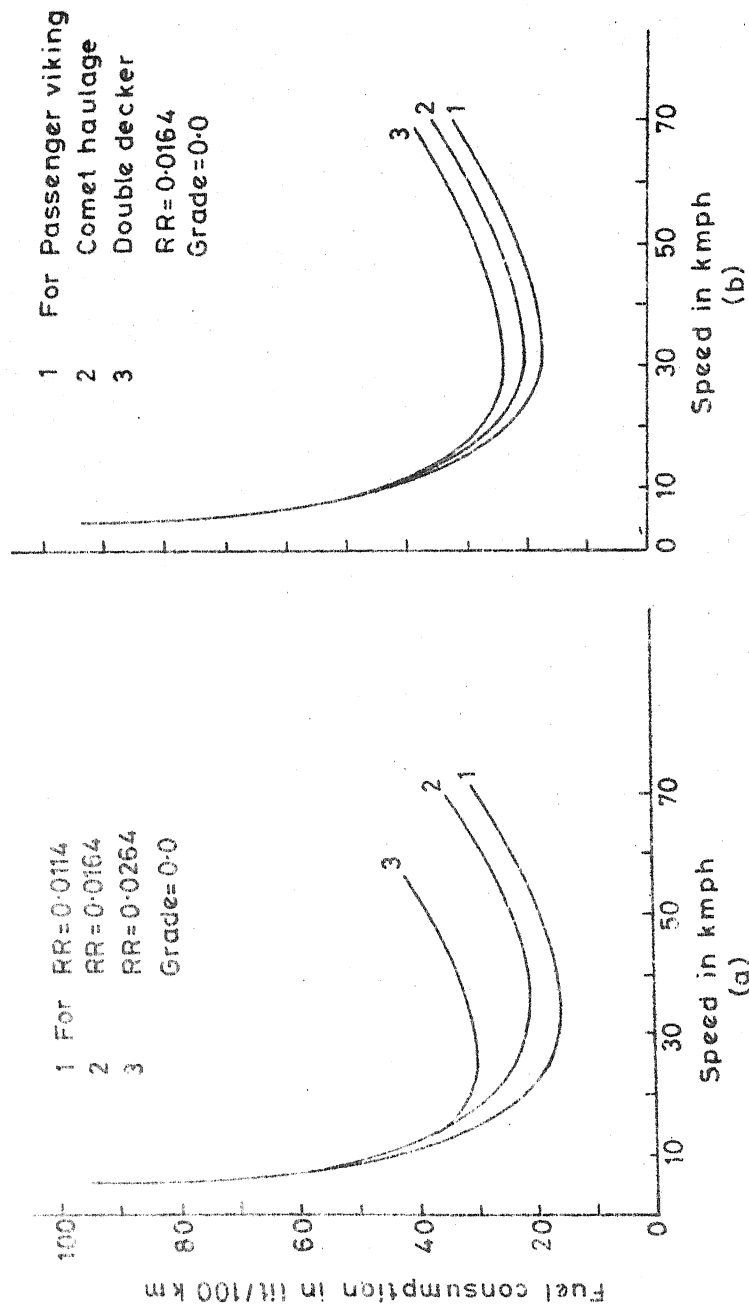 1 For RR=0·0114
2 RR=0·0164
3 RR=0·0264
Grade=0·0
3
2
1
Fuel consumption in lit/100 km
100
80
60
40
20
0
10
30
50
70
Speed in kmph
(a)
1 For Passenger viking
2 Comet haulage
3 Double decker
RR=0·0164
Grade=0·0
3
2
1
0
10
30
50
70
Speed in kmph
(b)